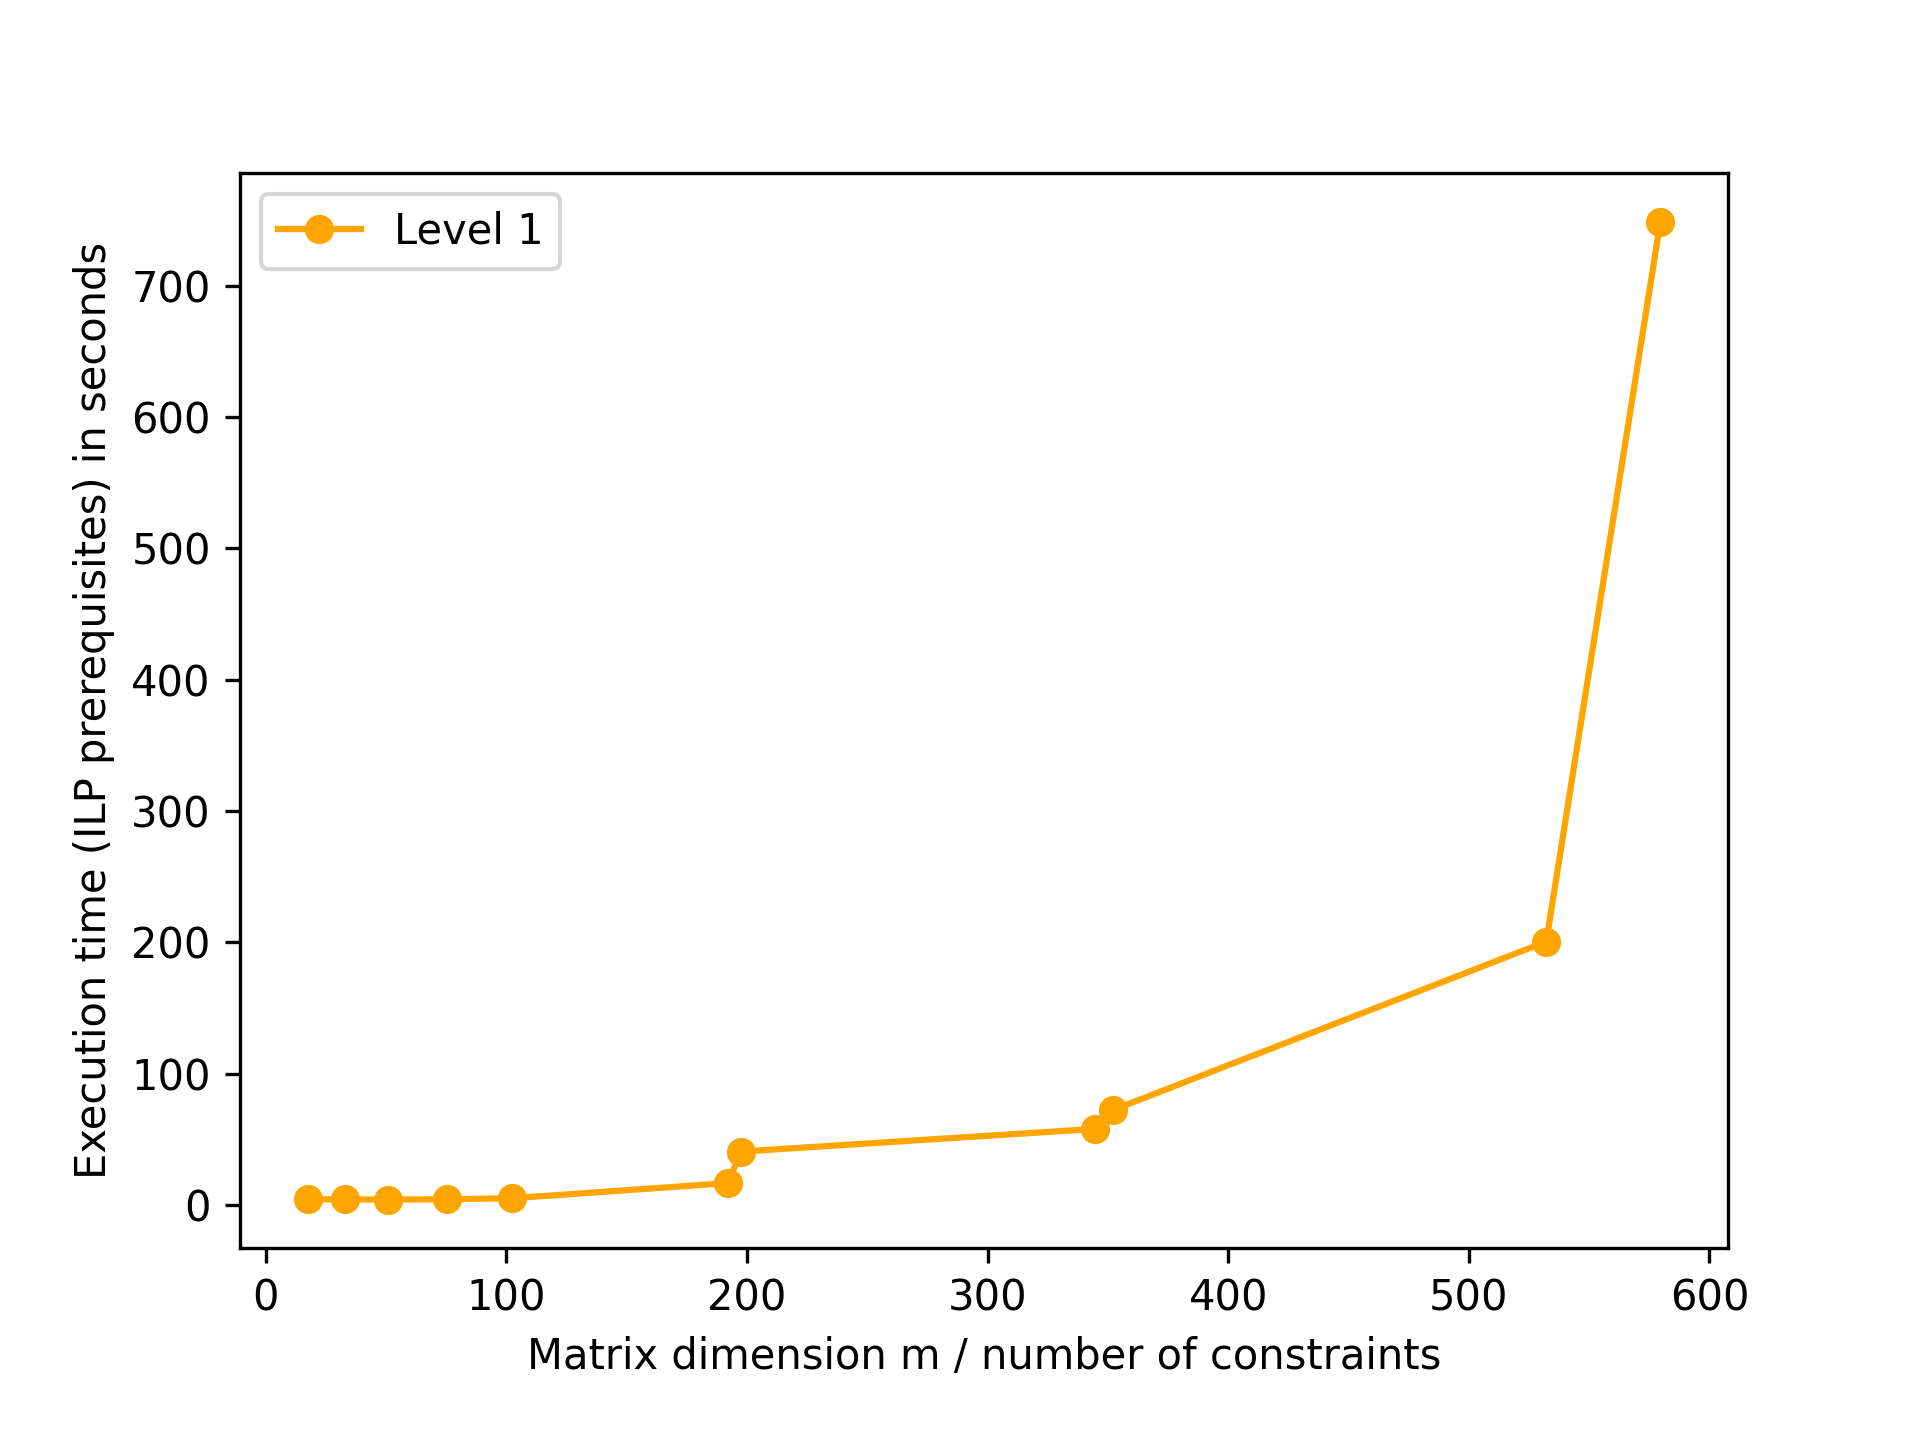 Level 1
700
600
500
400
300
200
100
0
Execution time (ILP prerequisites) in seconds
0 100 200 300 400 500 600
Matrix dimension m / number of constraints